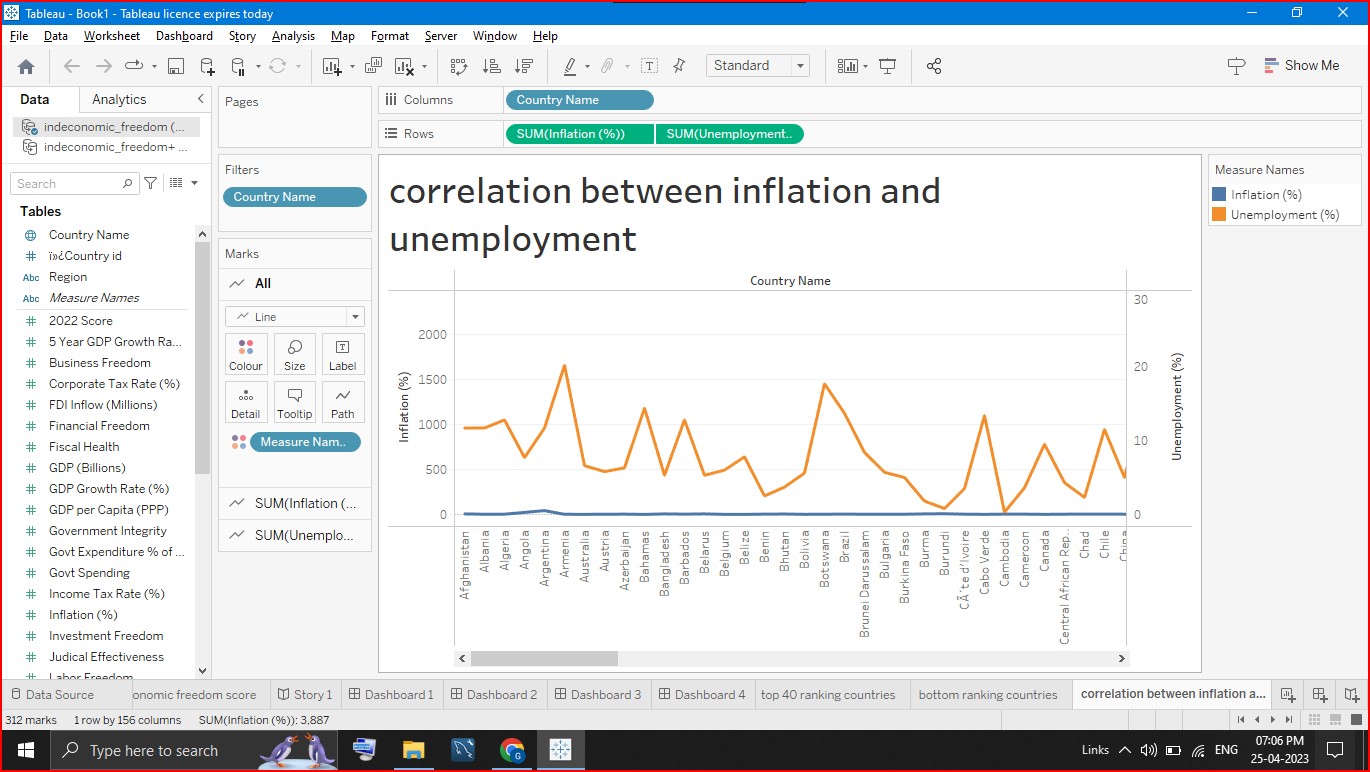 Tableau - Book1 - Tableau licence expires today
File Data Worksheet Dashboard Story Analysis Map Format Server Window Help
Standard
Show Me
Data Analytics
indeconomic_freedom (...
indeconomic_freedom+ ...
Search
Tables
Country Name
# ï»¿Country id
Abc Region
Abc Measure Names
# 2022 Score
# 5 Year GDP Growth Ra...
# Business Freedom
# Corporate Tax Rate (%)
# FDI Inflow (Millions)
# Financial Freedom
# Fiscal Health
# GDP (Billions)
# GDP Growth Rate (%)
# GDP per Capita (PPP)
# Government Integrity
# Govt Expenditure % of ...
# Govt Spending
# Income Tax Rate (%)
# Inflation (%)
# Investment Freedom
# Judical Effectiveness
# Labor Freedom
Pages
Filters
Country Name
Marks
All
Line
Colour Size Label
Detail Tooltip Path
Measure Nam..
SUM(Inflation (...
SUM(Unemplo...
Columns Country Name
Rows SUM(Inflation (%)) SUM(Unemployment..
correlation between inflation and
unemployment
Country Name
Inflation (%)
2000
1500
1000
500
0
30
20
10
0
Unemployment (%)
Afghanistan
Albania
Algeria
Angola
Argentina
Armenia
Australia
Austria
Azerbaijan
Bahamas
Bangladesh
Barbados
Belarus
Belgium
Belize
Benin
Bhutan
Bolivia
Botswana
Brazil
Brunei Darussalam
Bulgaria
Burkina Faso
Burma
Burundi
CÃ´te d'Ivoire
Cabo Verde
Cambodia
Cameroon
Canada
Central African Rep..
Chad
Chile
China
Measure Names
Inflation (%)
Unemployment (%)
Data Source onomic freedom score Story 1 Dashboard 1 Dashboard 2 Dashboard 3 Dashboard 4 top 40 ranking countries bottom ranking countries correlation between inflation a...
312 marks 1 row by 156 columns SUM(Inflation (%)): 3,887
Type here to search
Links ENG 07:06 PM
25-04-2023